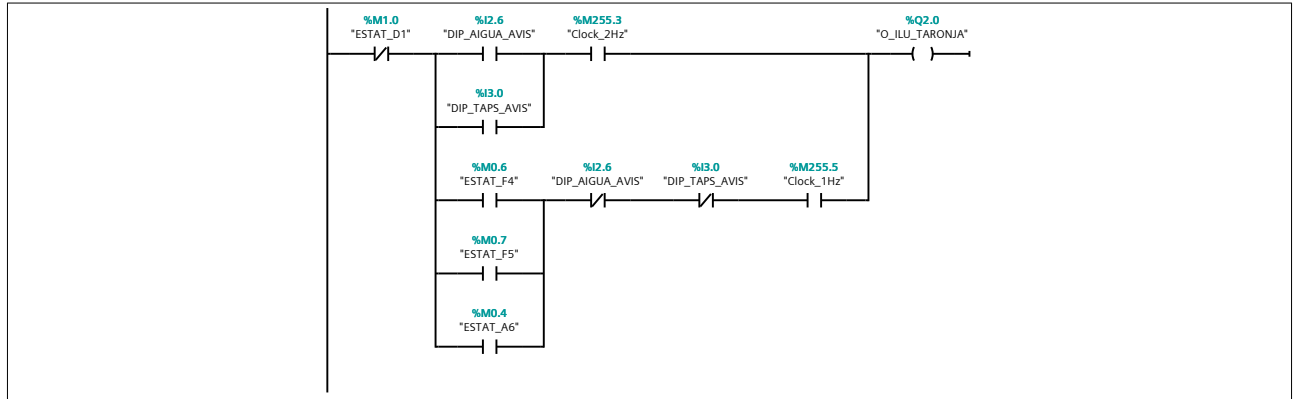 %M1.0 %I2.6 %M255.3 %Q2.0
"ESTAT_D1" "DIP_AIGUA_AVIS" "Clock_2Hz" "O_ILU_TARONJA"
%I3.0
"DIP_TAPS_AVIS"
%M0.6 %I2.6 %I3.0 %M255.5
"ESTAT_F4" "DIP_AIGUA_AVIS" "DIP_TAPS_AVIS" "Clock_1Hz"
%M0.7
"ESTAT_F5"
%M0.4
"ESTAT_A6"